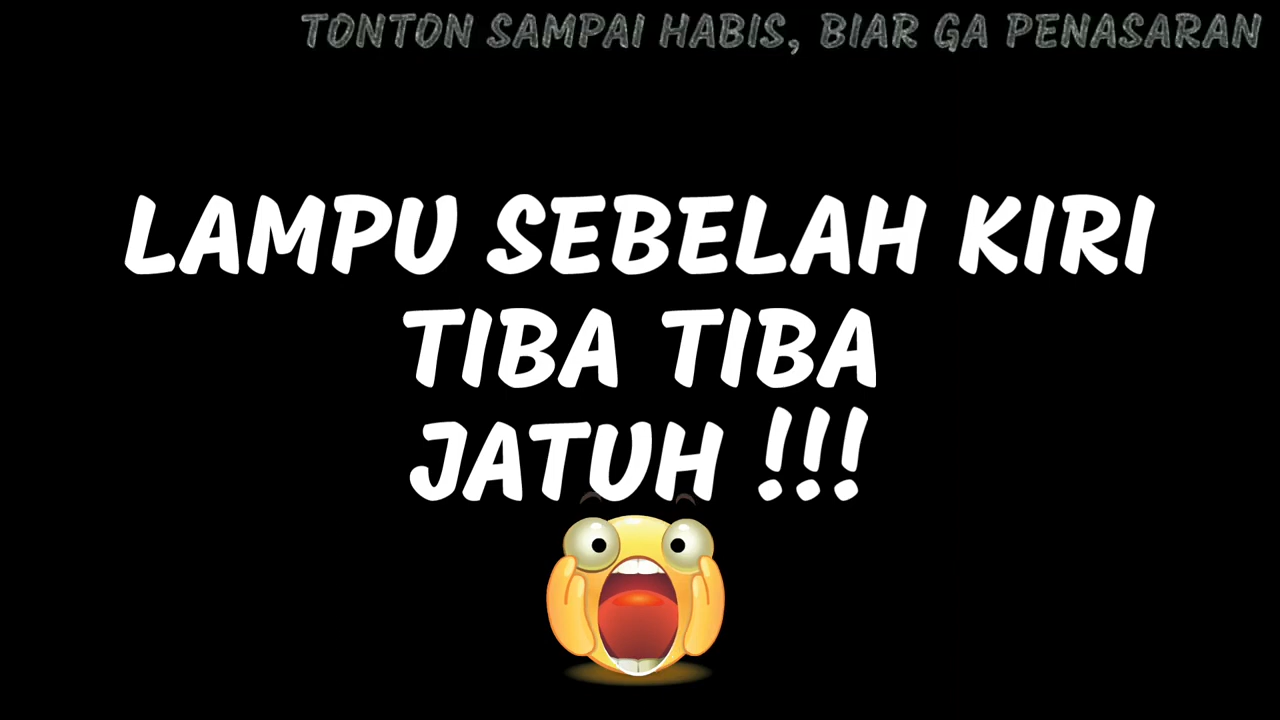 TONTON SAMPAI HABIS, BIAR GA PENASARAN
LAMPU SEBELAH KIRI
TIBA TIBA
JATUH !!!